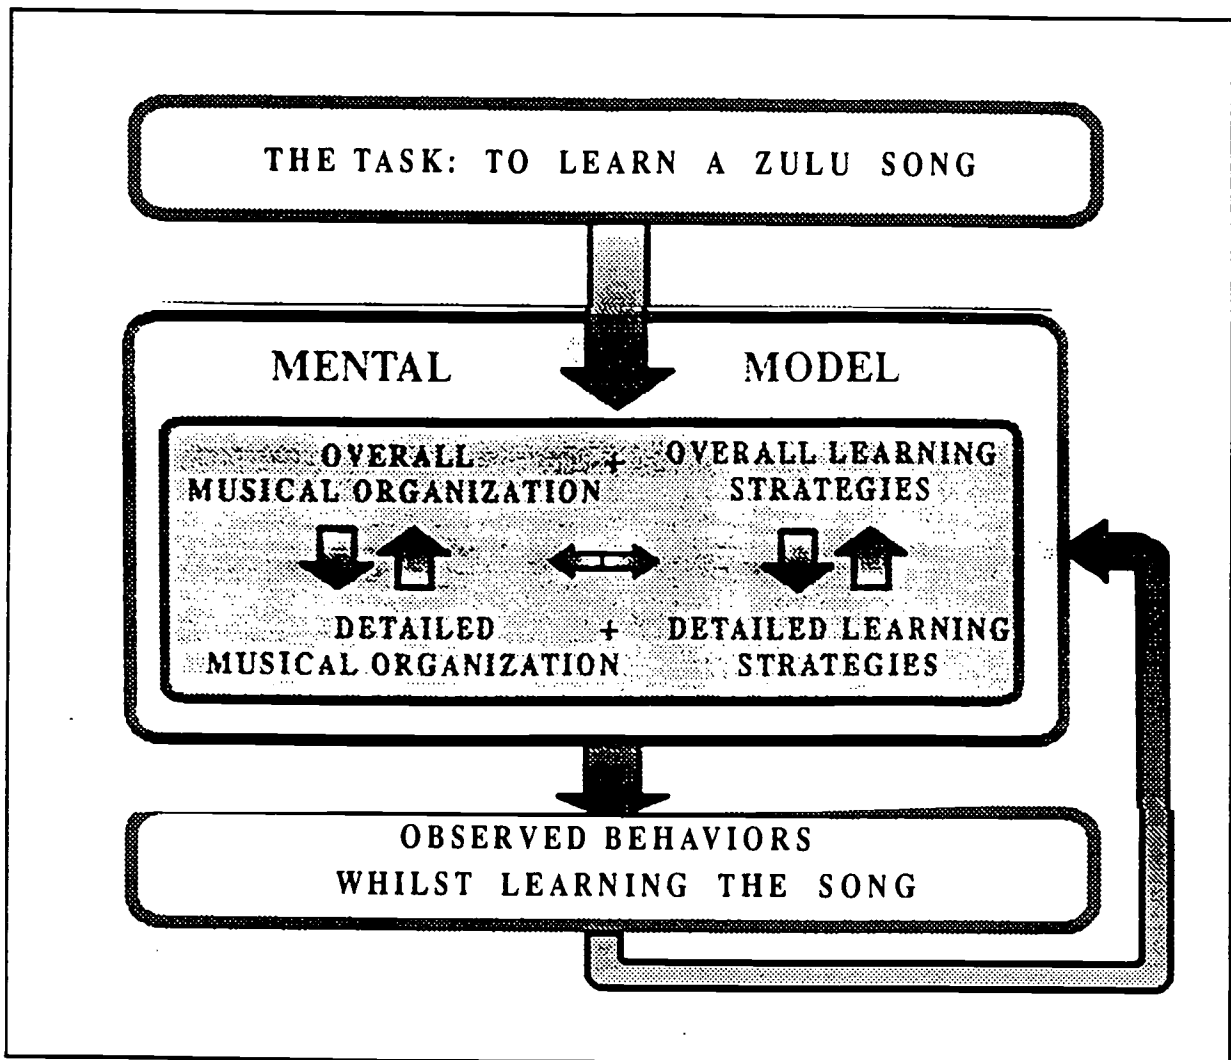 THE TASK: TO LEARN A ZULU SONG
MENTAL MODEL
OVERALL + OVERALL LEARNING
MUSICAL ORGANIZATION STRATEGIES
DETAILED + DETAILED LEARNING
MUSICAL ORGANIZATION STRATEGIES
OBSERVED BEHAVIORS
WHILST LEARNING THE SONG